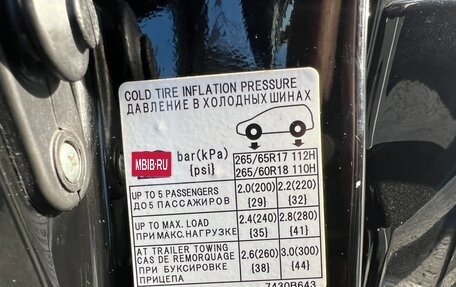 COLD TIRE INFLATION PRESSURE
ДАВЛЕНИЕ В ХОЛОДНЫХ ШИНАХ
MBIB.RU
bar(kPa)
{psi}
265/65R17 112H
265/60R18 110H
UP TO 5 PASSENGERS
ДО 5 ПАССАЖИРОВ
2.0(200)
{29}
2.2(220)
{32}
UP TO MAX. LOAD
ПРИ МАКС. НАГРУЗКЕ
2.4(240)
{35}
2.8(280)
{41}
AT TRAILER TOWING
CAS DE REMORQUAGE
ПРИ БУКСИРОВКЕ
ПРИЦЕПА
2.6(260)
{38}
3.0(300)
{44}
7430B643